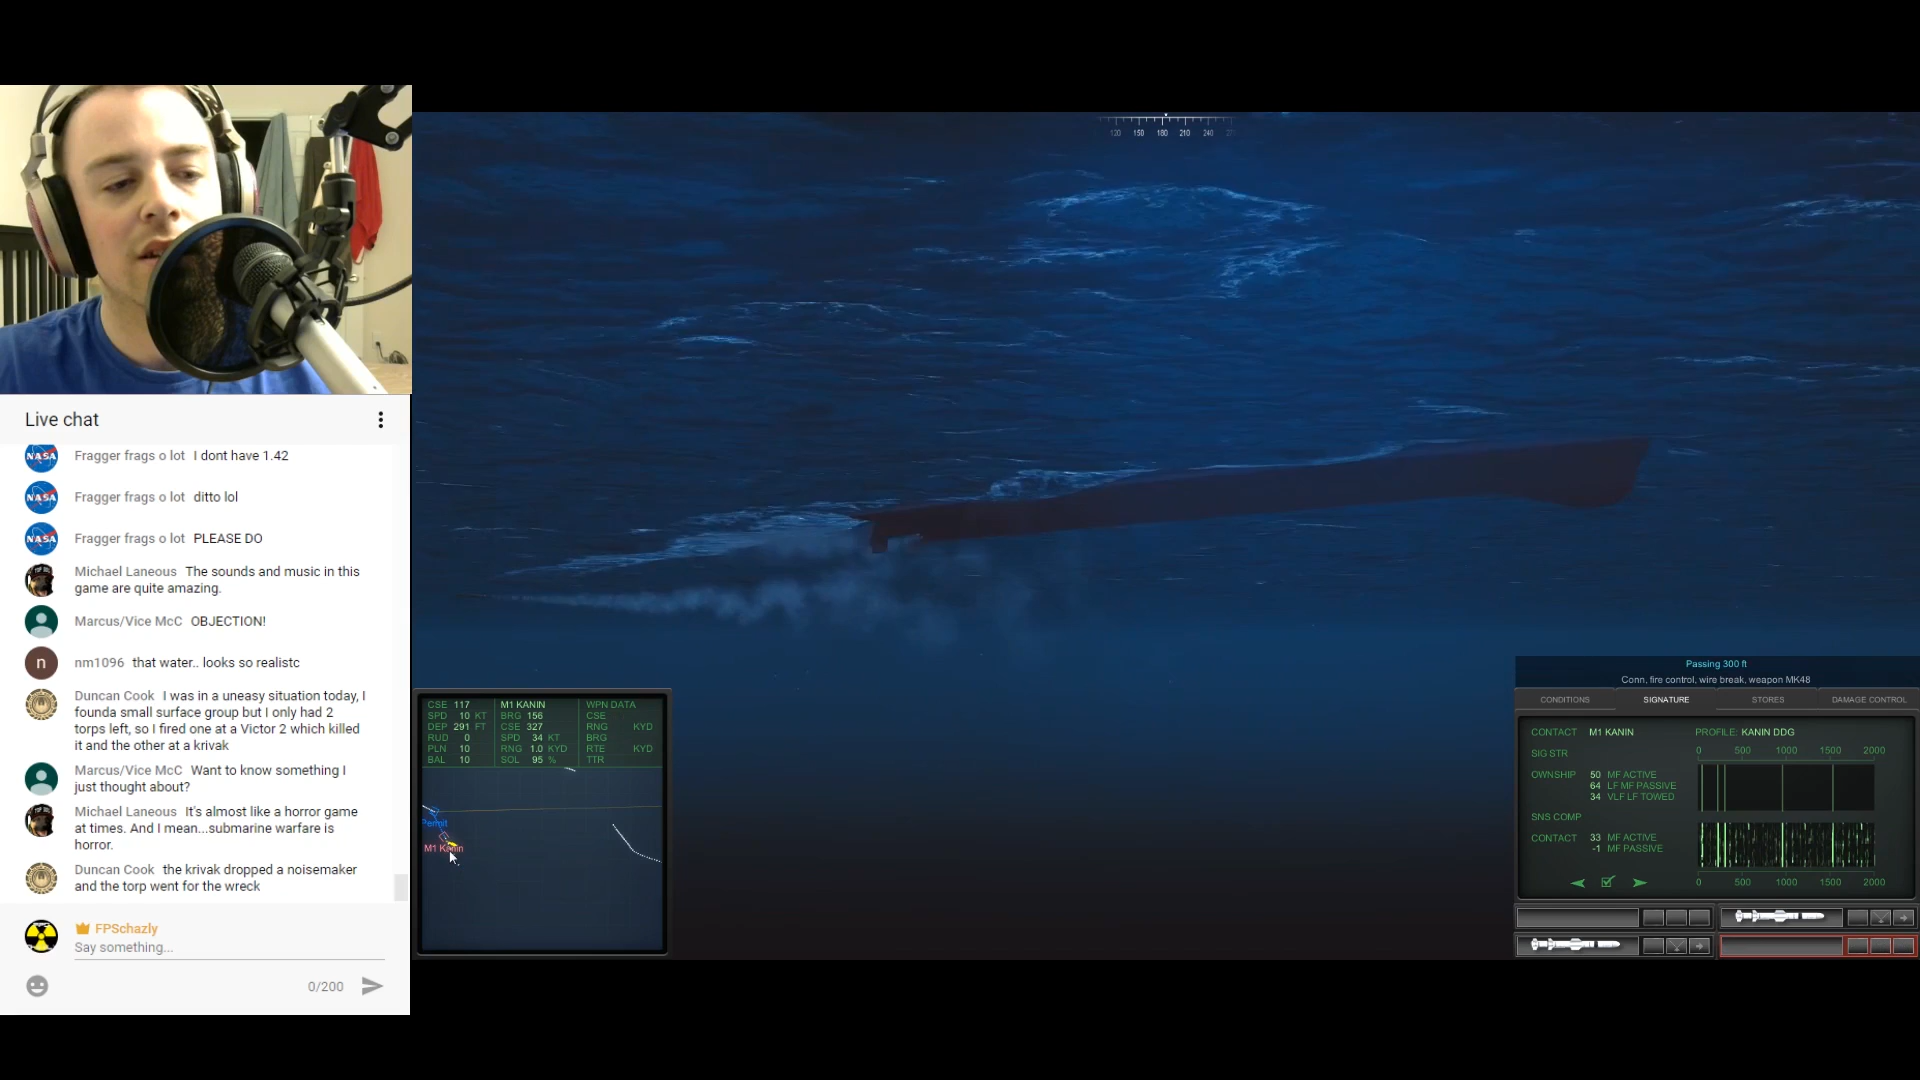 120 150 180 210 240
Live chat
NASA
Fragger frags o lot I dont have 1.42
NASA
Fragger frags o lot ditto lol
NASA
Fragger frags o lot PLEASE DO
Michael Laneous The sounds and music in this
game are quite amazing.
Marcus/Vice McC OBJECTION!
n
nm1096 that water.. looks so realistc
Duncan Cook I was in a uneasy situation today, I
founda small surface group but I only had 2
torps left, so I fired one at a Victor 2 which killed
it and the other at a krivak
Marcus/Vice McC Want to know something I
just thought about?
Michael Laneous It's almost like a horror game
at times. And I mean...submarine warfare is
horror.
Duncan Cook the krivak dropped a noisemaker
and the torp went for the wreck
FPSchazly
Say something...
0/200
CSE 117 M1 KANIN WPN DATA
SPD 10 KT BRG 156 CSE
DEP 291 FT CSE 327 RNG KYD
RUD 0 SPD 34 KT BRG
PLN 10 RNG 1.0 KYD RTE KYD
BAL 10 SOL 95 % TTR
Permit
M1 Kanin
Passing 300 ft
Conn, fire control, wire break, weapon MK48
CONDITIONS SIGNATURE STORES DAMAGE CONTROL
CONTACT M1 KANIN PROFILE: KANIN DDG
SIG STR 0 500 1000 1500 2000
OWNSHIP 50 MF ACTIVE
64 LF MF PASSIVE
34 VLF LF TOWED
SNS COMP
CONTACT 33 MF ACTIVE
-1 MF PASSIVE
0 500 1000 1500 2000